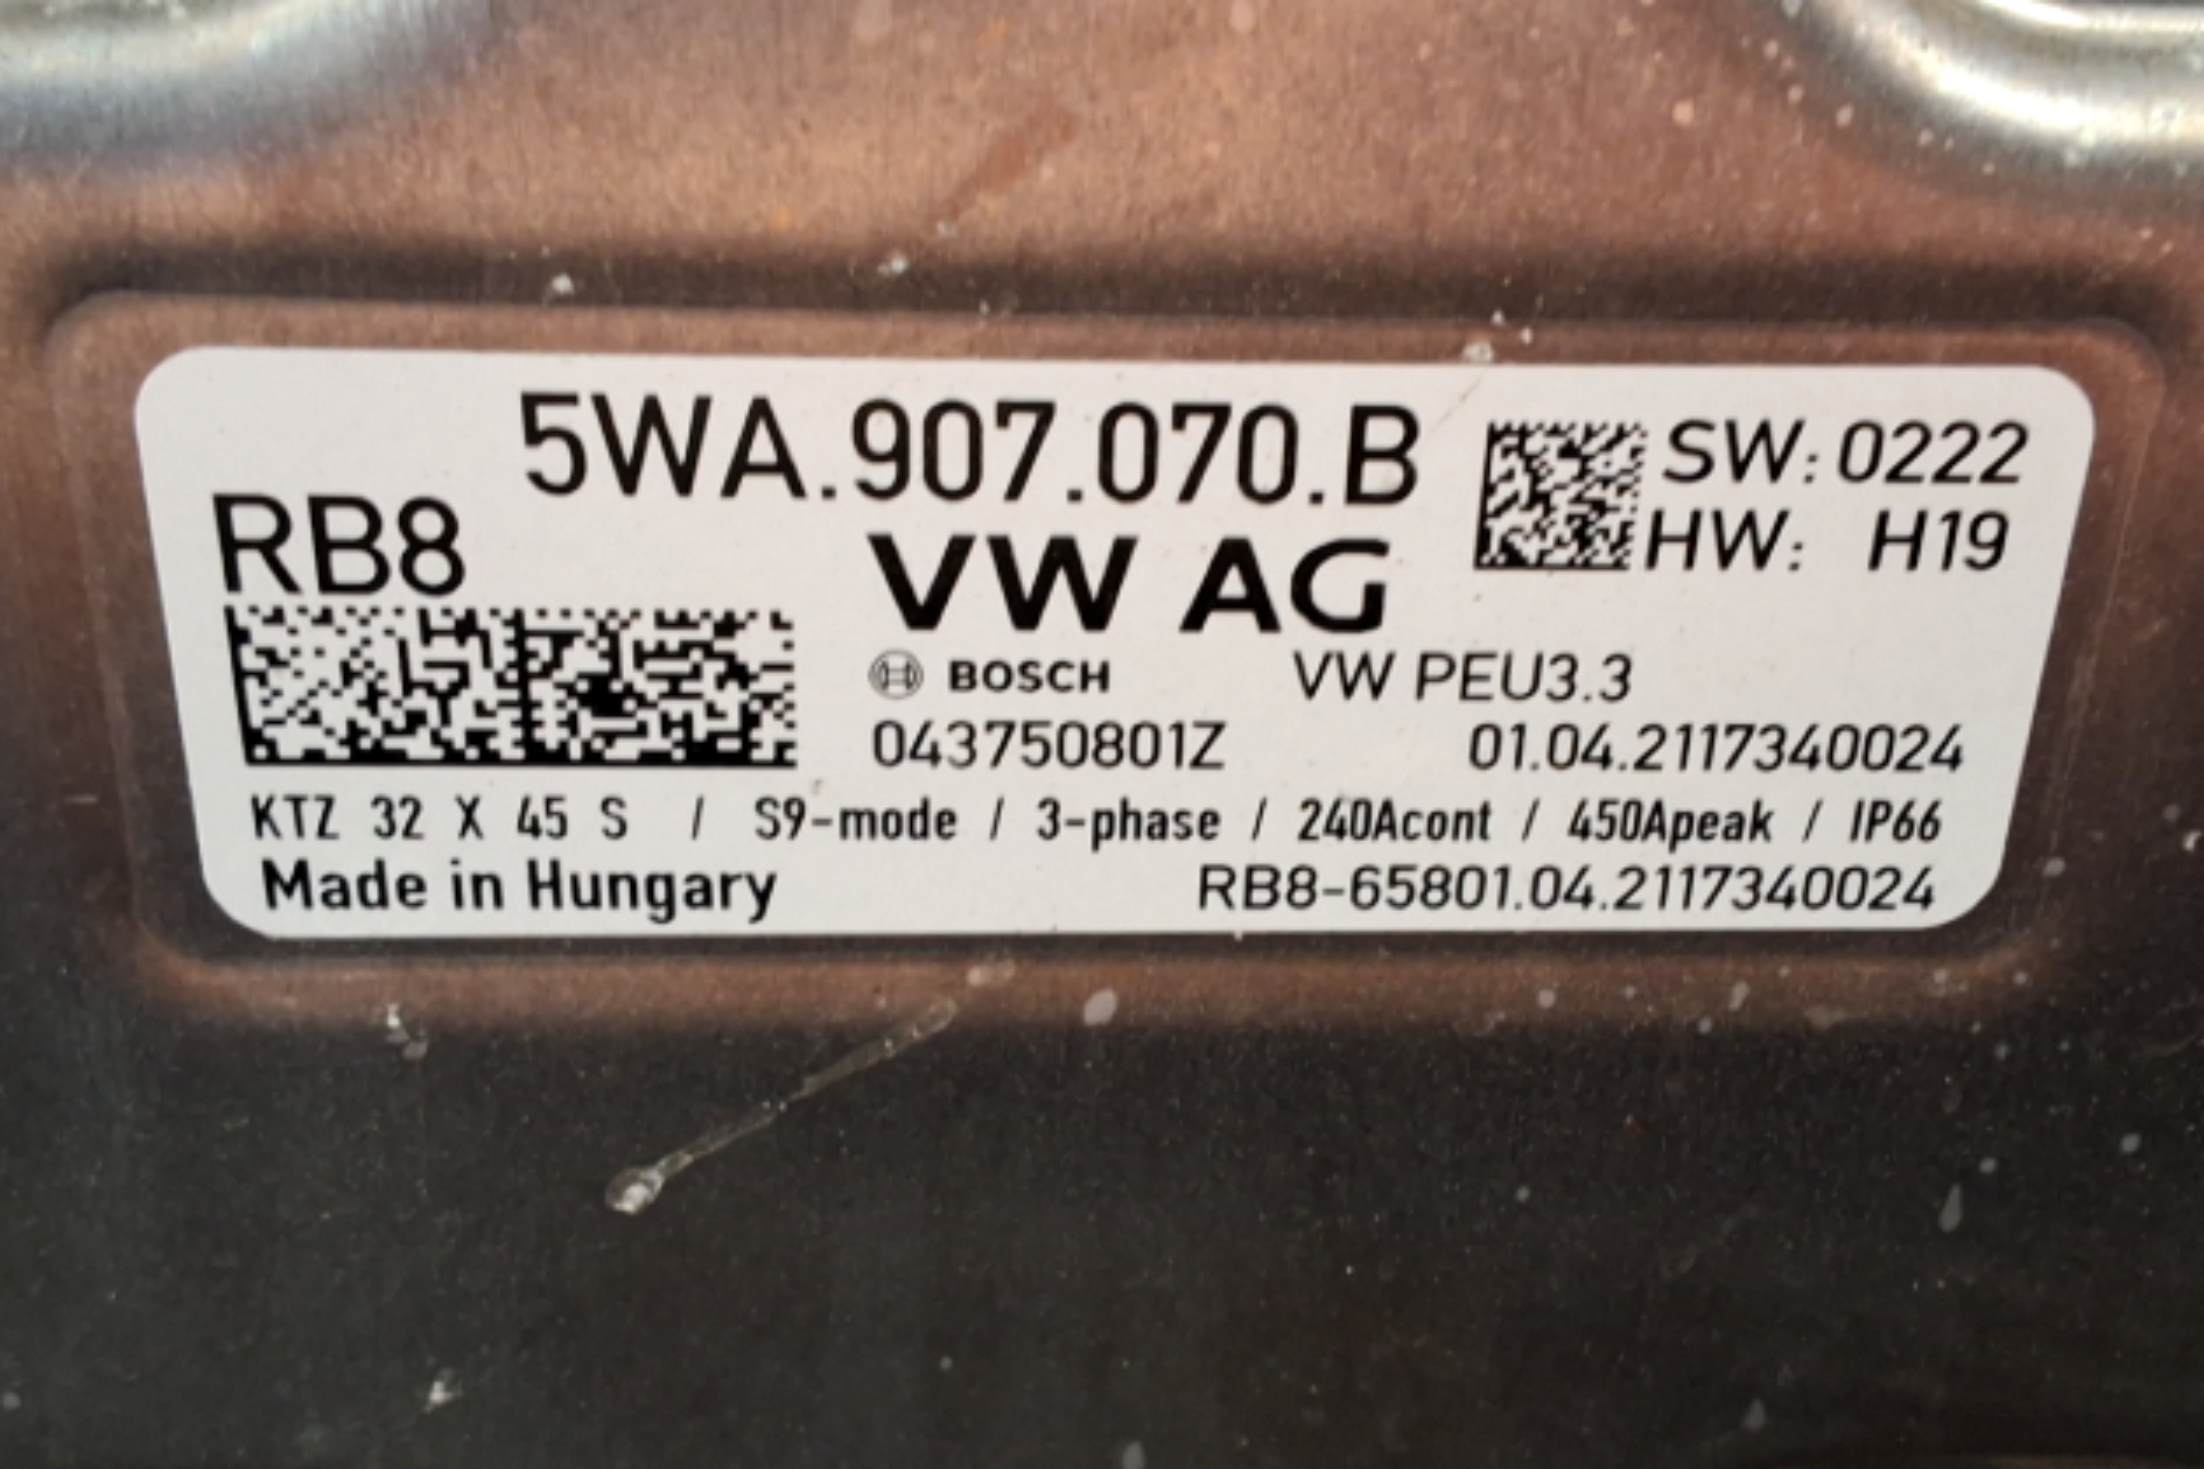 5WA.907.070.B
SW: 0222
HW: H19
RB8
VW AG
BOSCH VW PEU3.3
043750801Z 01.04.2117340024
KTZ 32 X 45 S / S9-mode / 3-phase / 240Acont / 450Apeak / IP66
Made in Hungary RB8-65801.04.2117340024